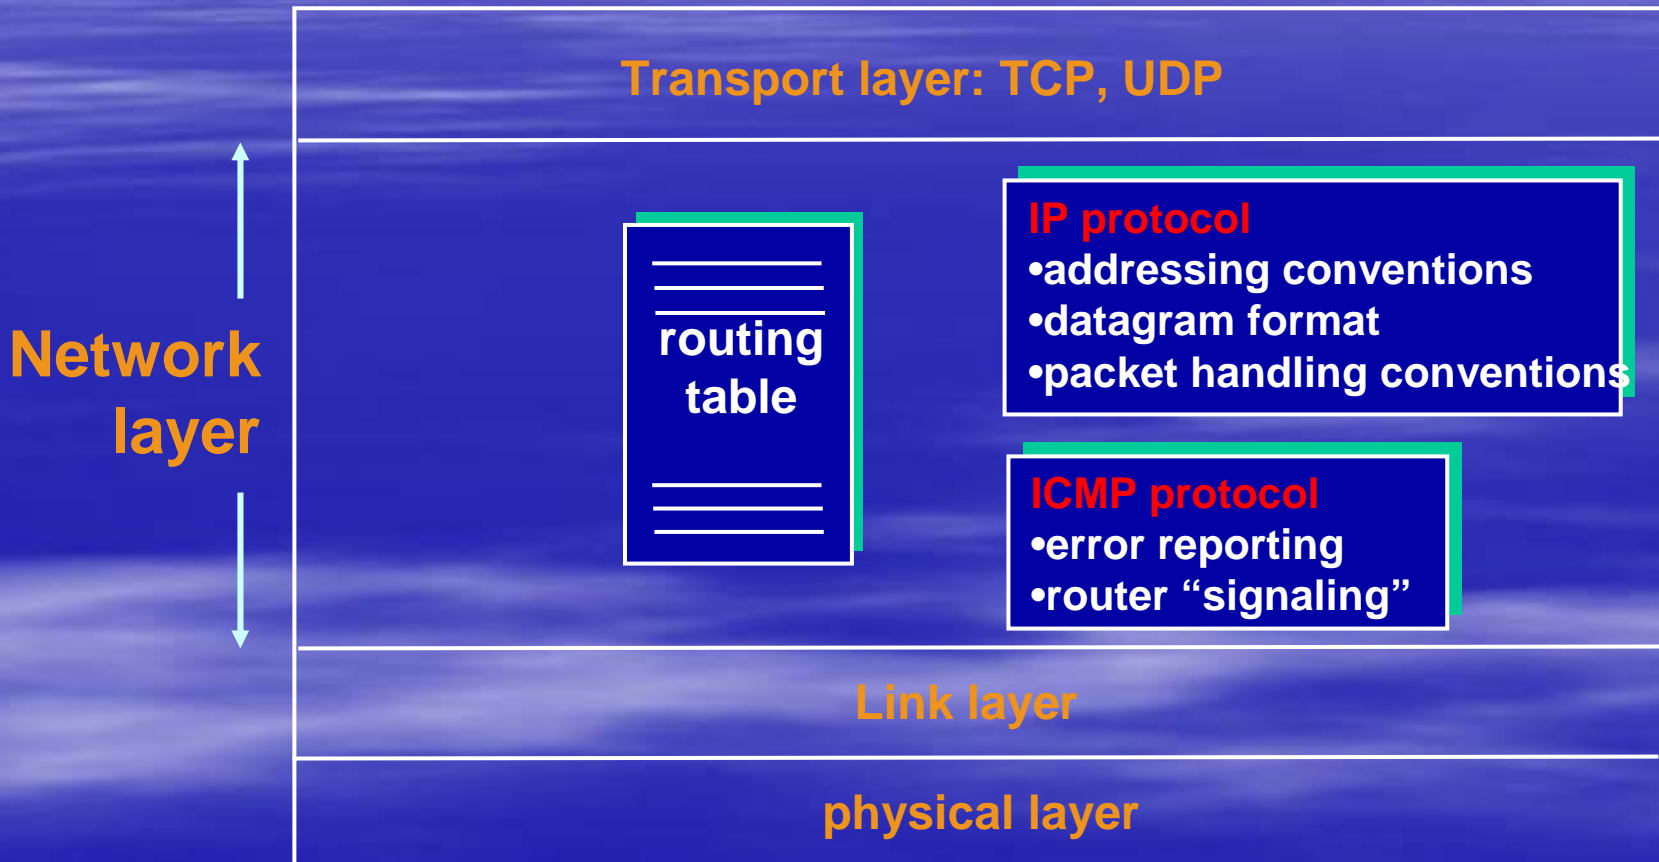 Transport layer: TCP, UDP
Network
layer
routing
table
IP protocol
•addressing conventions
•datagram format
•packet handling conventions
ICMP protocol
•error reporting
•router “signaling”
Link layer
physical layer